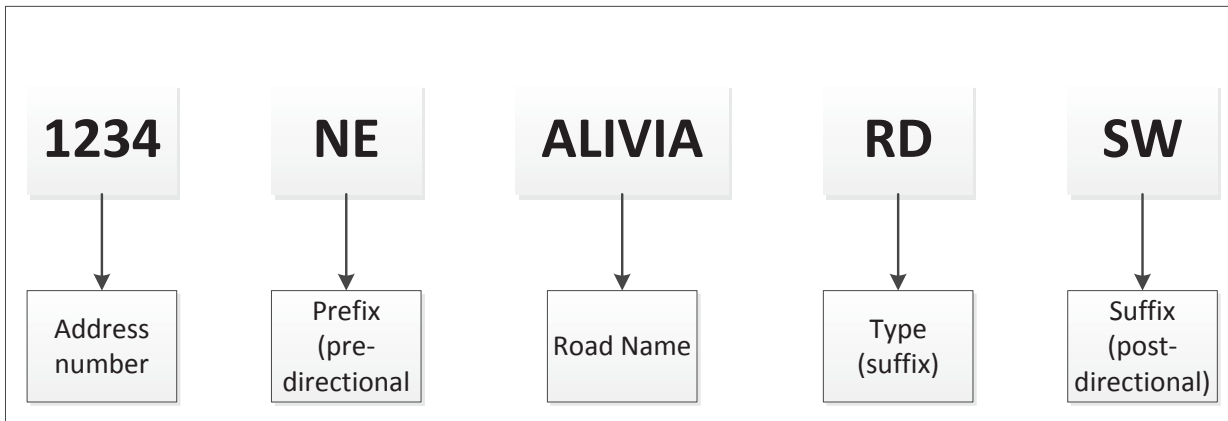 1234 NE ALIVIA RD SW
Address
number
Prefix
(pre-
directional
Road Name
Type
(suffix)
Suffix
(post-
directional)